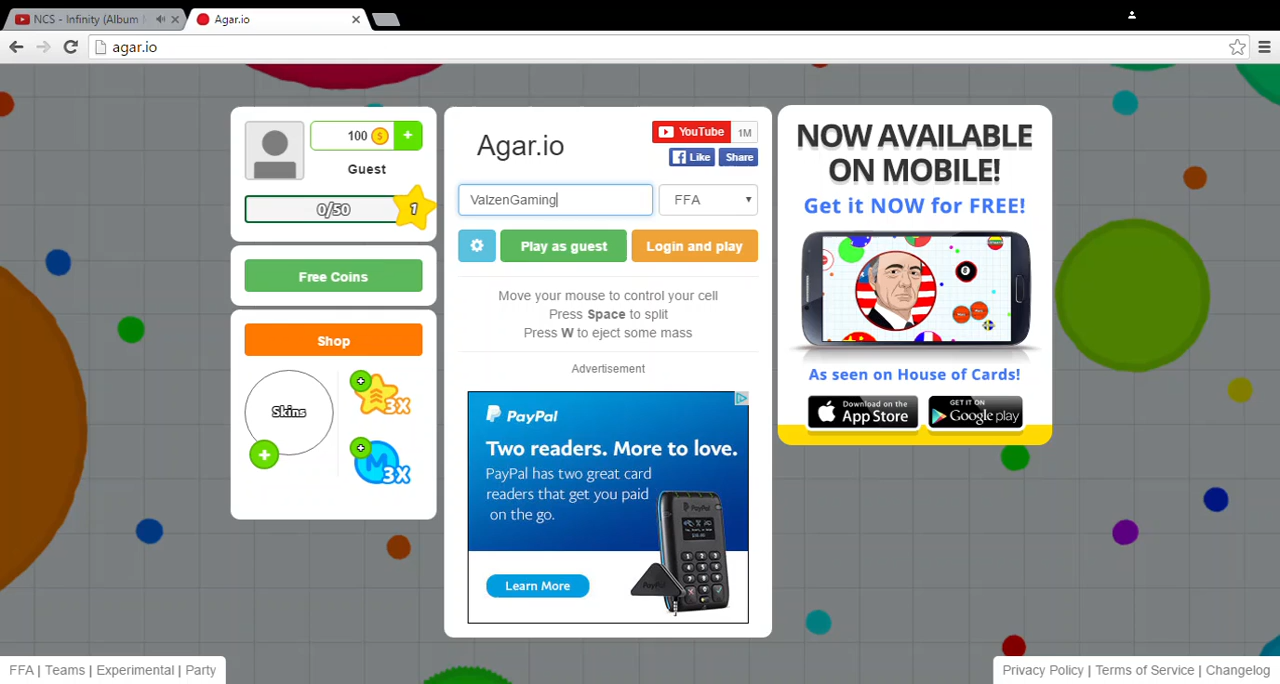 NCS - Infinity (Album
Agar.io
agar.io
100
Guest
0/50
1
Free Coins
Shop
Skins
3X
M
3X
Agar.io
YouTube 1M
Like Share
ValzenGaming FFA
Play as guest Login and play
Move your mouse to control your cell
Press Space to split
Press W to eject some mass
Advertisement
PayPal
Two readers. More to love.
PayPal has two great card
readers that get you paid
on the go.
Learn More
NOW AVAILABLE
ON MOBILE!
Get it NOW for FREE!
8
As seen on House of Cards!
Download on the
App Store
GET IT ON
Google play
FFA | Teams | Experimental | Party
Privacy Policy | Terms of Service | Changelog